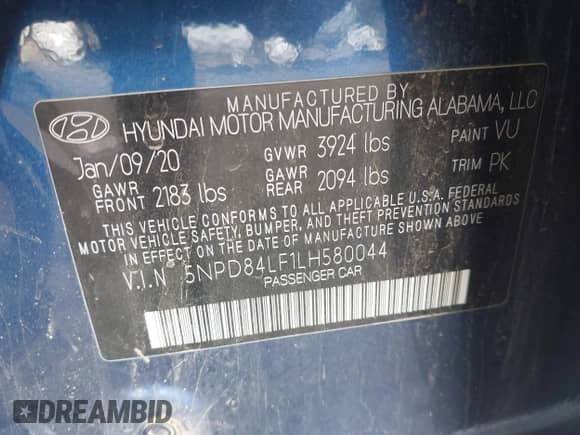 MANUFACTURED BY
HYUNDAI MOTOR MANUFACTURING ALABAMA, LLC
Jan/09/20 GVWR 3924 lbs PAINT VU
GAWR FRONT 2183 lbs GAWR REAR 2094 lbs TRIM PK
THIS VEHICLE CONFORMS TO ALL APPLICABLE U.S.A. FEDERAL
MOTOR VEHICLE SAFETY, BUMPER, AND THEFT PREVENTION
STANDARDS IN EFFECT ON THE DATE OF MANUFACTURE SHOWN ABOVE
V.I.N 5NPD84LF1LH580044
PASSENGER CAR
DREAMBID